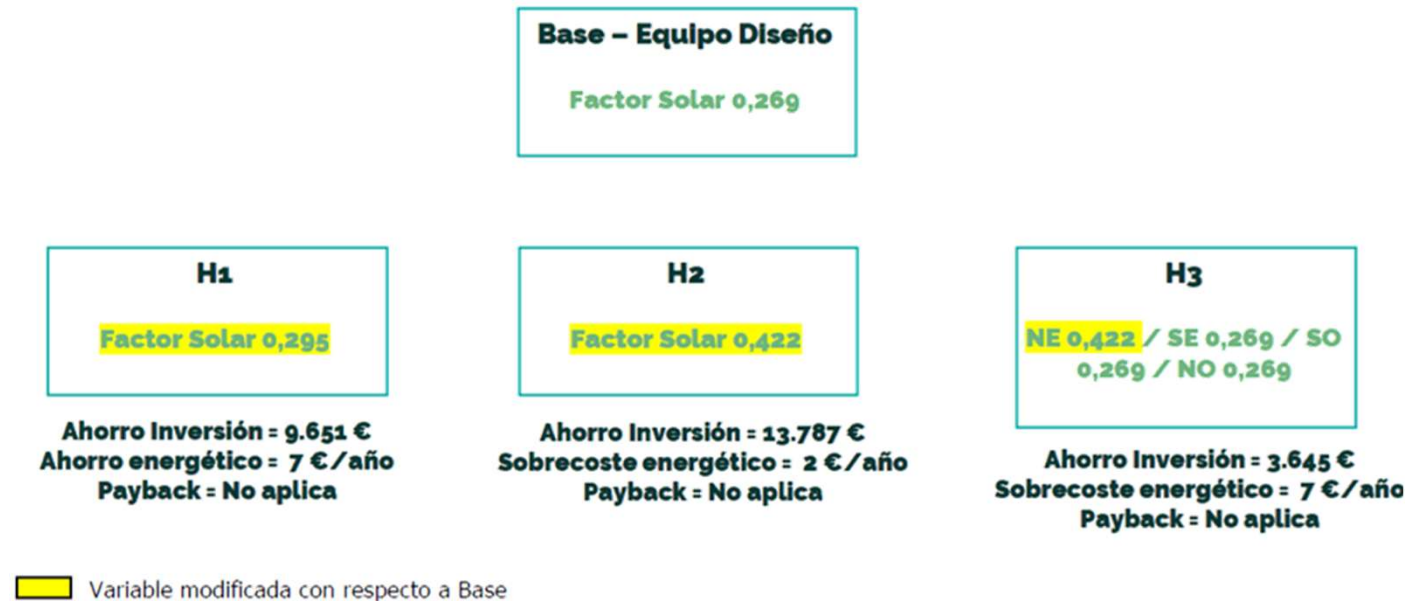 Base – Equipo Diseño
Factor Solar 0,269
H1
Factor Solar 0,295
Ahorro Inversión = 9.651 €
Ahorro energético = 7 €/año
Payback = No aplica
H2
Factor Solar 0,422
Ahorro Inversión = 13.787 €
Sobrecoste energético = 2 €/año
Payback = No aplica
H3
NE 0,422 / SE 0,269 / SO
0,269 / NO 0,269
Ahorro Inversión = 3.645 €
Sobrecoste energético = 7 €/año
Payback = No aplica
Variable modificada con respecto a Base